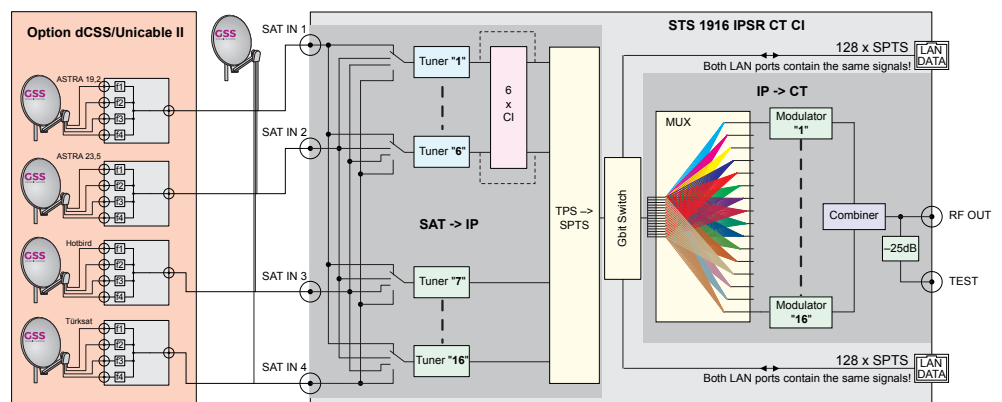 Option dCSS/Unicable II
GSS
STS 1916 IPSR CT CI
SAT IN 1
128 x SPTS
LAN
DATA
Both LAN ports contain the same signals!
ASTRA 19,2
GSS
f1
f2
f3
f4
Tuner "1"
6
x
CI
IP -> CT
MUX
Modulator
"1"
SAT IN 2
Tuner "6"
ASTRA 23,5
GSS
f1
f2
f3
f4
SAT -> IP
TPS –>
SPTS
Gbit Switch
Combiner
RF OUT
–25dB
Hotbird
GSS
f1
f2
f3
f4
SAT IN 3
Tuner "7"
TEST
Modulator
"16"
Türksat
GSS
f1
f2
f3
f4
Tuner "16"
SAT IN 4
128 x SPTS
LAN
DATA
Both LAN ports contain the same signals!